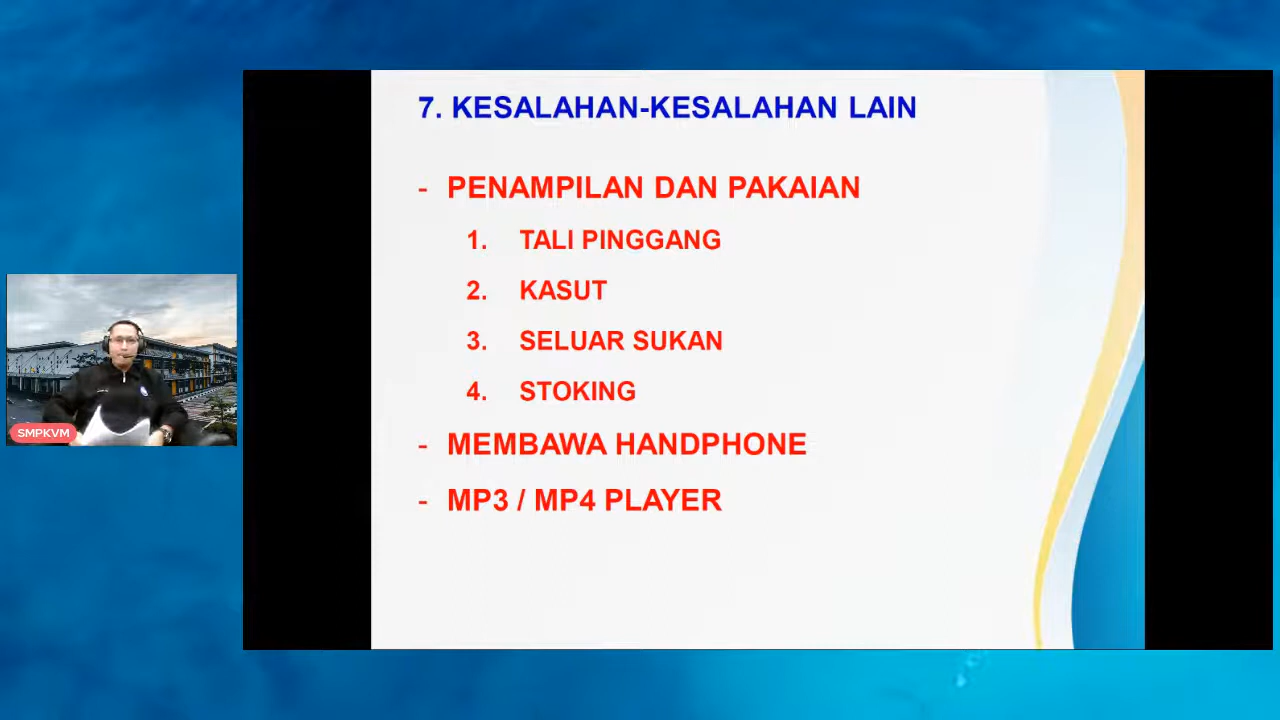 7. KESALAHAN-KESALAHAN LAIN
- PENAMPILAN DAN PAKAIAN
1. TALI PINGGANG
2. KASUT
3. SELUAR SUKAN
4. STOKING
- MEMBAWA HANDPHONE
- MP3 / MP4 PLAYER
SMPKVM